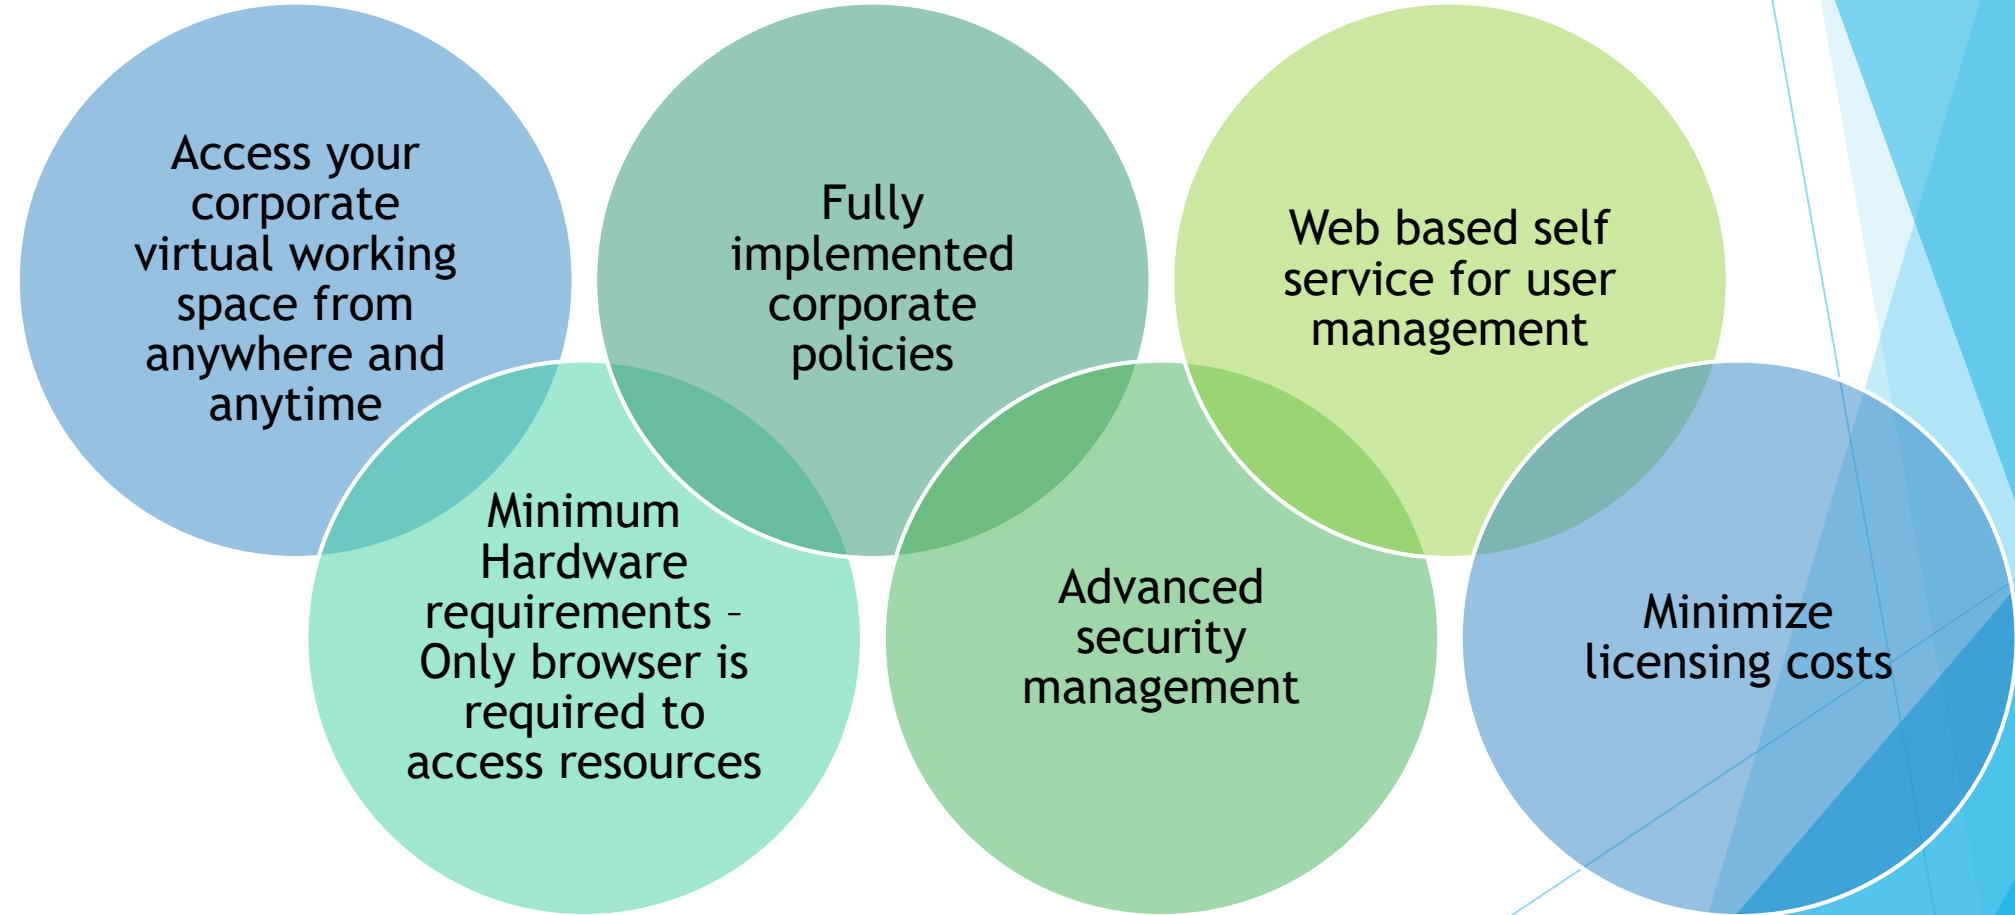 Access your
corporate
virtual working
space from
anywhere and
anytime
Minimum
Hardware
requirements –
Only browser is
required to
access resources
Fully
implemented
corporate
policies
Advanced
security
management
Web based self
service for user
management
Minimize
licensing costs